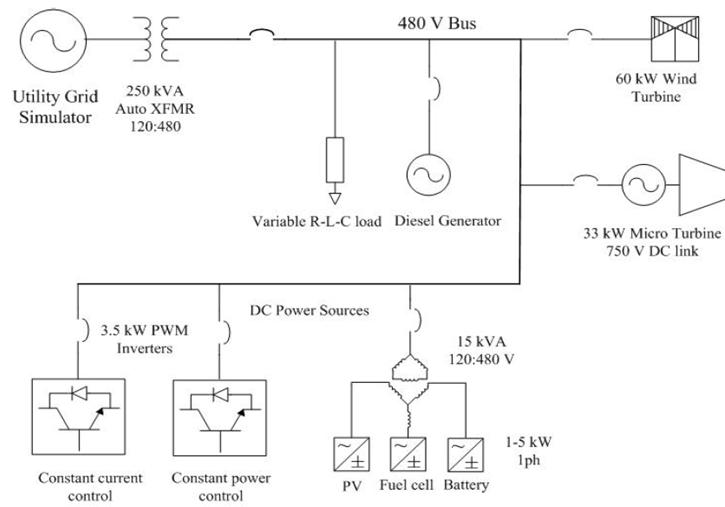 480 V Bus
Utility Grid
Simulator
250 kVA
Auto XFMR
120:480
60 kW Wind
Turbine
Variable R-L-C load
Diesel Generator
33 kW Micro Turbine
750 V DC link
DC Power Sources
3.5 kW PWM
Inverters
15 kVA
120:480 V
1-5 kW
1ph
Constant current
control
Constant power
control
PV
Fuel cell
Battery